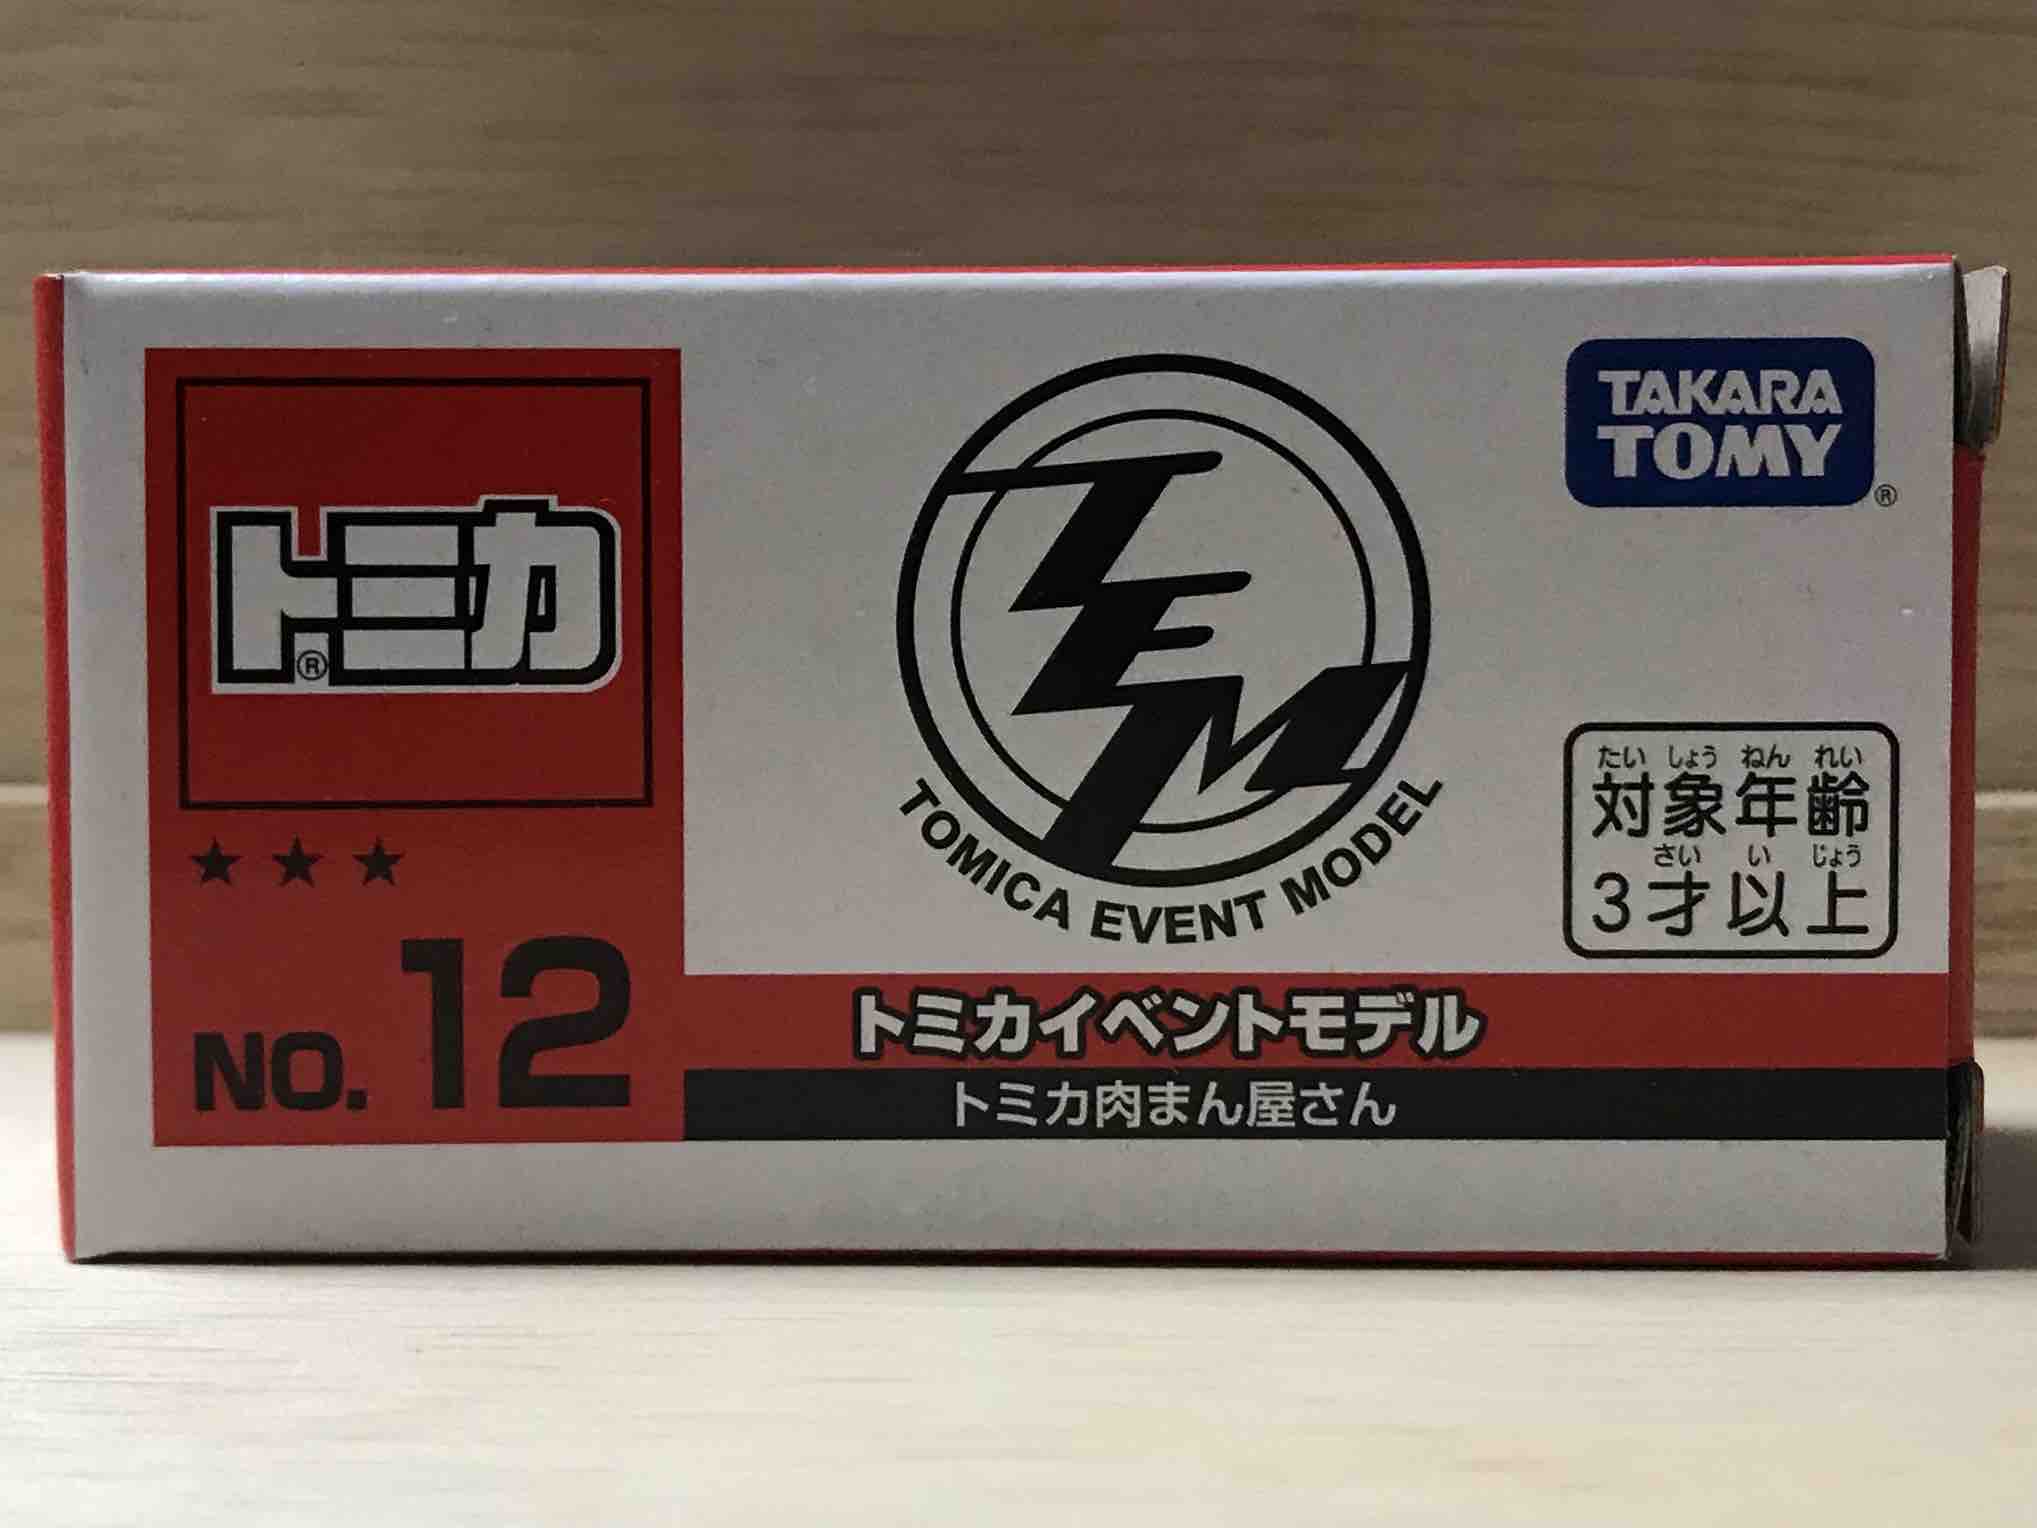 トミカ®
★★★
NO.12
TEM
TOMICA EVENT MODEL
トミカイベントモデル
トミカ肉まん屋さん
TAKARA
TOMY®
たいしょうねんれい
対象年齢
さいいじょう
3才以上